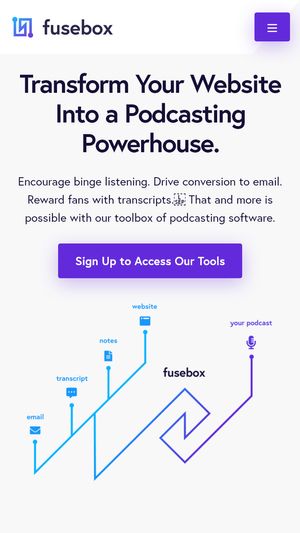 fusebox
Transform Your Website
Into a Podcasting
Powerhouse.
Encourage binge listening. Drive conversion to email.
Reward fans with transcripts. That and more is
possible with our toolbox of podcasting software.
Sign Up to Access Our Tools
website
your podcast
notes
fusebox
transcript
email